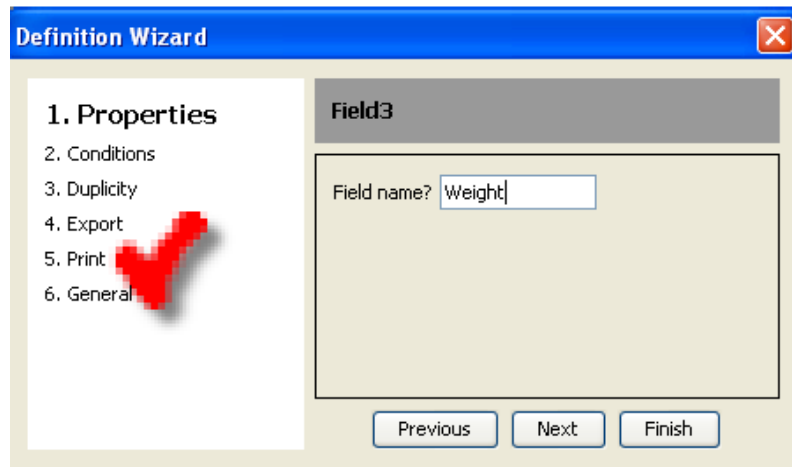 Definition Wizard
1. Properties
2. Conditions
3. Duplicity
4. Export
5. Print
6. General
Field3
Field name? Weight
Previous Next Finish